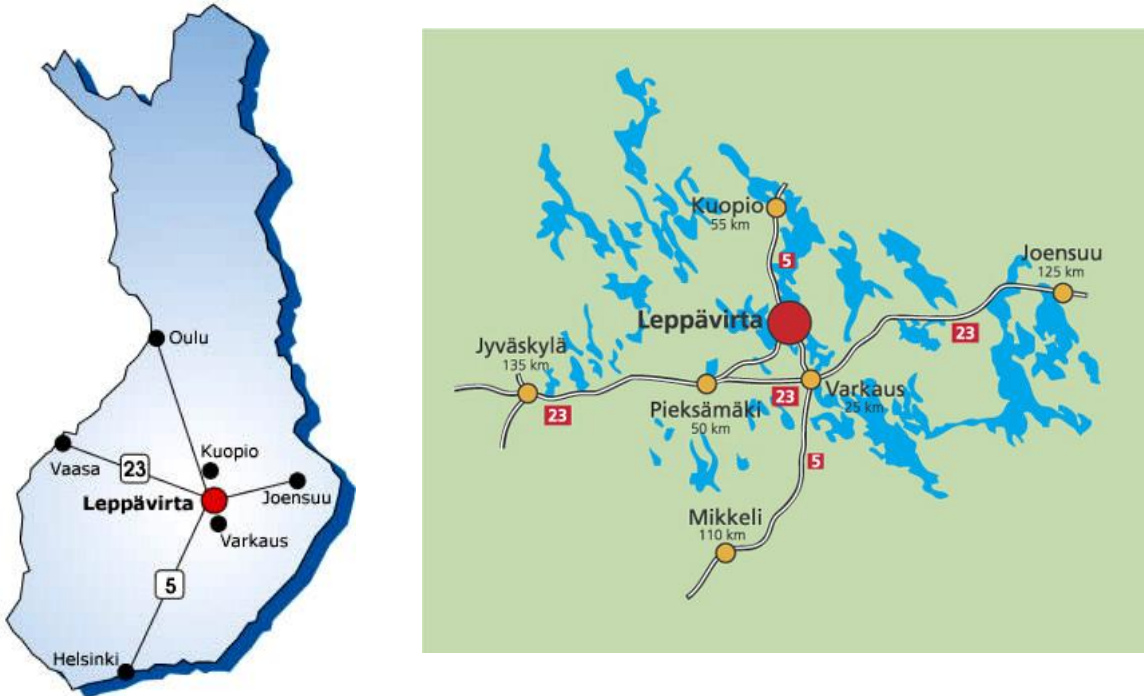 Oulu
Kuopio
Vaasa
23
Leppävirta
Joensuu
Varkaus
5
Helsinki
Kuopio
55 km
5
Joensuu
125 km
Leppävirta
23
Jyväskylä
135 km
23
Pieksämäki
50 km
23
Varkaus
25 km
5
Mikkeli
110 km